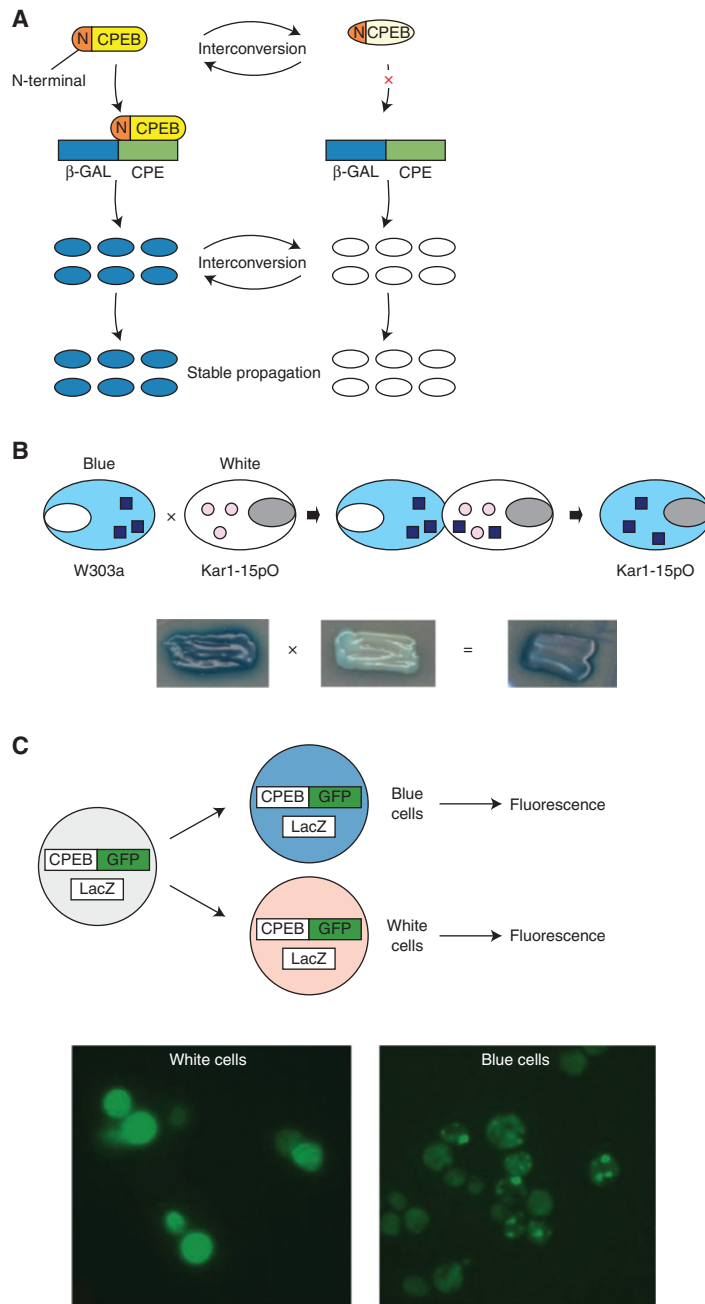 A
N CPEB
Interconversion
N CPEB
N-terminal
×
N CPEB
β-GAL CPE
β-GAL CPE
Interconversion
Stable propagation
B
Blue
White
×
W303a
Kar1-15pO
Kar1-15pO
× =
C
CPEB GFP
LacZ
Blue
cells
Fluorescence
CPEB GFP
LacZ
CPEB GFP
LacZ
White
cells
Fluorescence
White cells
Blue cells